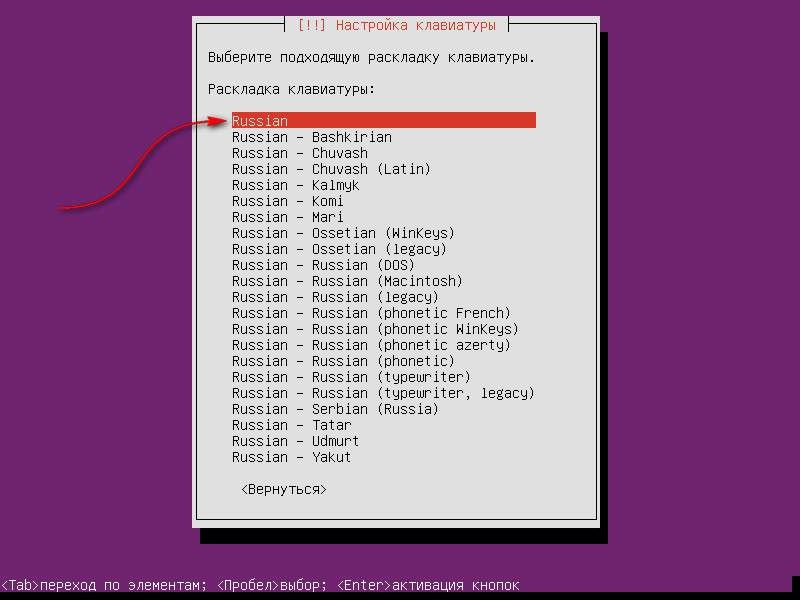 [!!] Настройка клавиатуры
Выберите подходящую раскладку клавиатуры.
Раскладка клавиатуры:
Russian
Russian – Bashkirian
Russian – Chuvash
Russian – Chuvash (Latin)
Russian – Kalmyk
Russian – Komi
Russian – Mari
Russian – Ossetian (WinKeys)
Russian – Ossetian (legacy)
Russian – Russian (DOS)
Russian – Russian (Macintosh)
Russian – Russian (legacy)
Russian – Russian (phonetic French)
Russian – Russian (phonetic WinKeys)
Russian – Russian (phonetic azerty)
Russian – Russian (phonetic)
Russian – Russian (typewriter)
Russian – Russian (typewriter, legacy)
Russian – Serbian (Russia)
Russian – Tatar
Russian – Udmurt
Russian – Yakut
<Вернуться>
<Tab>переход по элементам; <Пробел>выбор; <Enter>активация кнопок